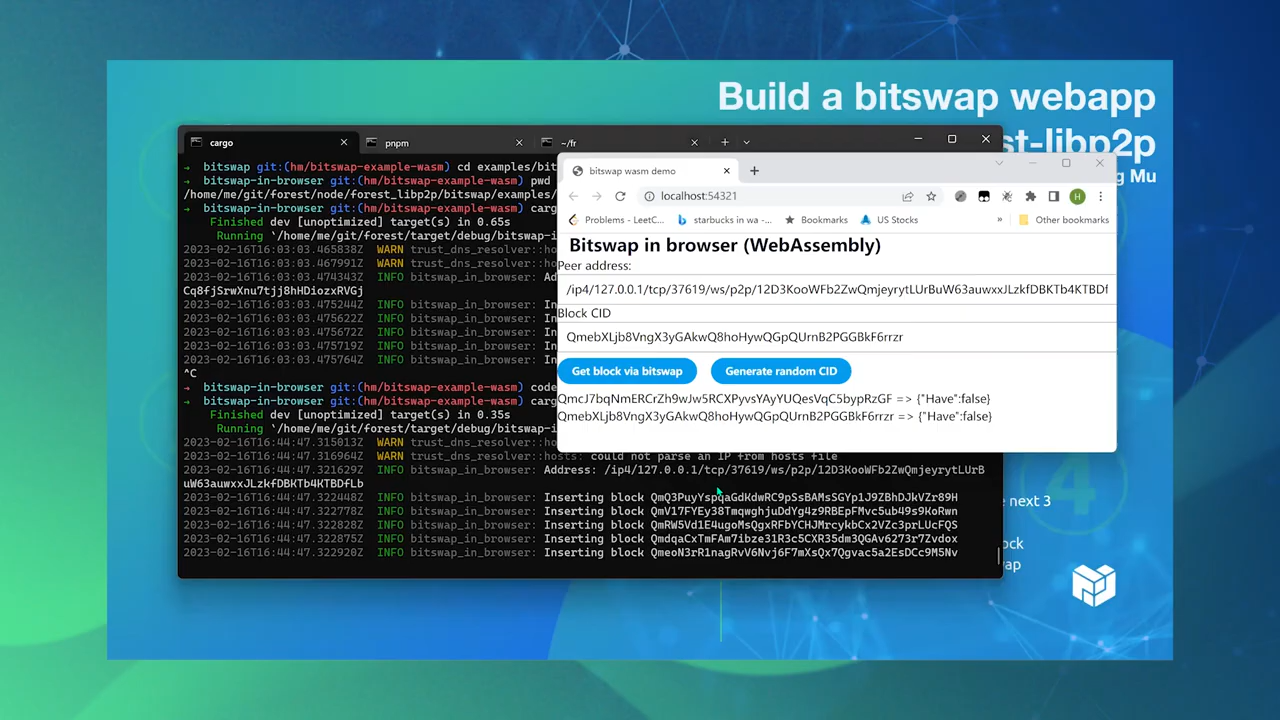 Build a bitswap webapp
st-libp2p
g Mu
cargo
pnpm
~/fr
→ bitswap git:(hm/bitswap-example-wasm) cd examples/bit
→ bitswap-in-browser git:(hm/bitswap-example-wasm) pwd
/home/me/git/forest/node/forest_libp2p/bitswap/examples/
→ bitswap-in-browser git:(hm/bitswap-example-wasm) carg
Finished dev [unoptimized] target(s) in 0.65s
Running `/home/me/git/forest/target/debug/bitswap-i
2023-02-16T16:03:03.465838Z WARN trust_dns_resolver::ho
2023-02-16T16:03:03.467991Z WARN trust_dns_resolver::ho
2023-02-16T16:03:03.474343Z INFO bitswap_in_browser: Ad
Cq8fjSrwXnu7tjj8hHDiozxRVGj
2023-02-16T16:03:03.475244Z INFO bitswap_in_browser: In
2023-02-16T16:03:03.475622Z INFO bitswap_in_browser: In
2023-02-16T16:03:03.475672Z INFO bitswap_in_browser: In
2023-02-16T16:03:03.475719Z INFO bitswap_in_browser: In
2023-02-16T16:03:03.475764Z INFO bitswap_in_browser: In
^C
→ bitswap-in-browser git:(hm/bitswap-example-wasm) code
→ bitswap-in-browser git:(hm/bitswap-example-wasm) carg
Finished dev [unoptimized] target(s) in 0.35s
Running `/home/me/git/forest/target/debug/bitswap-i
2023-02-16T16:44:47.315013Z WARN trust_dns_resolver::ho
2023-02-16T16:44:47.316964Z WARN trust_dns_resolver::hosts: could not parse an IP from hosts file
2023-02-16T16:44:47.321629Z INFO bitswap_in_browser: Address: /ip4/127.0.0.1/tcp/37619/ws/p2p/12D3KooWFb2ZwQmjeyrytLUrB
uW63auwxxJLzkfDBKTb4KTBDfLb
2023-02-16T16:44:47.322448Z INFO bitswap_in_browser: Inserting block QmQ3PuyYspqaGdKdwRC9pSsBAMsSGYp1J9ZBhDJkVZr89H
2023-02-16T16:44:47.322778Z INFO bitswap_in_browser: Inserting block QmV17FYEy38TmqwghjuDdYg4z9RBEpFMvc5ub49s9KoRwn
2023-02-16T16:44:47.322828Z INFO bitswap_in_browser: Inserting block QmRW5Vd1E4ugoMsQgxRFbYCHJMrcykbCx2VZc3prLUcFQS
2023-02-16T16:44:47.322875Z INFO bitswap_in_browser: Inserting block QmdqaCxTmFAm7ibze31R3c5CXR35dm3QGAv6273r7Zvdox
2023-02-16T16:44:47.322920Z INFO bitswap_in_browser: Inserting block QmeoN3rR1nagRvV6Nvj6F7mXsQx7Qgvac5a2EsDCc9M5Nv
bitswap wasm demo
localhost:54321
Problems - LeetC...
starbucks in wa -...
Bookmarks
US Stocks
»
Other bookmarks
Bitswap in browser (WebAssembly)
Peer address:
/ip4/127.0.0.1/tcp/37619/ws/p2p/12D3KooWFb2ZwQmjeyrytLUrBuW63auwxxJLzkfDBKTb4KTBDf
Block CID
QmebXLjb8VngX3yGAkwQ8hoHywQGpQUrnB2PGGBkF6rrzr
Get block via bitswap
Generate random CID
QmcJ7bqNmERCrZh9wJw5RCXPyvsYAyYUQesVqC5bypRzGF => {"Have":false}
QmebXLjb8VngX3yGAkwQ8hoHywQGpQUrnB2PGGBkF6rrzr => {"Have":false}
4
e next 3
ock
ap